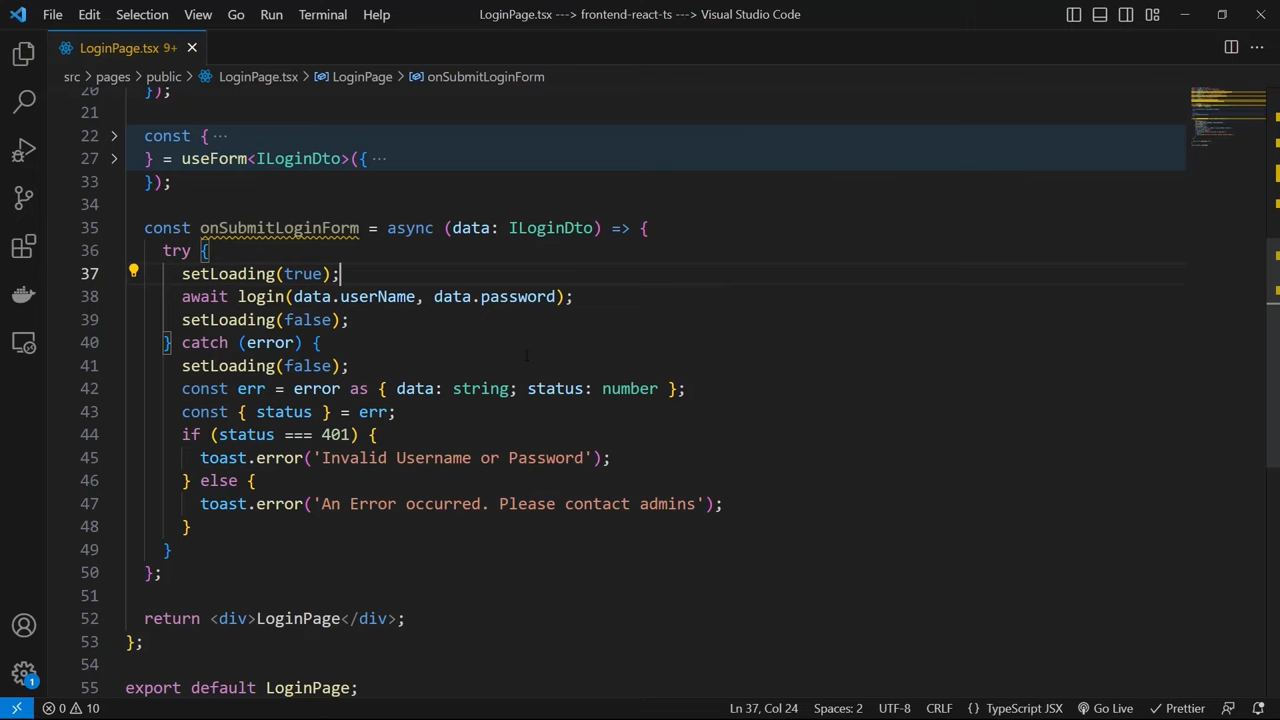 File Edit Selection View Go Run Terminal Help LoginPage.tsx ---> frontend-react-ts ---> Visual Studio Code
LoginPage.tsx 9+
src > pages > public > LoginPage.tsx > LoginPage > onSubmitLoginForm
20 });
21
22 const { ...
27 } = useForm<ILoginDto>({ ...
33 });
34
35 const onSubmitLoginForm = async (data: ILoginDto) => {
36 try {
37 setLoading(true);
38 await login(data.userName, data.password);
39 setLoading(false);
40 } catch (error) {
41 setLoading(false);
42 const err = error as { data: string; status: number };
43 const { status } = err;
44 if (status === 401) {
45 toast.error('Invalid Username or Password');
46 } else {
47 toast.error('An Error occurred. Please contact admins');
48 }
49 }
50 };
51
52 return <div>LoginPage</div>;
53 };
54
55 export default LoginPage;
1
0 10 Ln 37, Col 24 Spaces: 2 UTF-8 CRLF {} TypeScript JSX Go Live Prettier